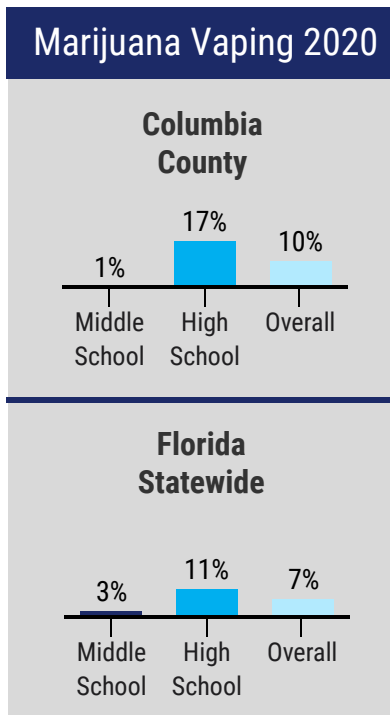 Marijuana Vaping 2020
Columbia
County
1%
17%
10%
Middle
School
High
School
Overall
Florida
Statewide
3%
11%
7%
Middle
School
High
School
Overall